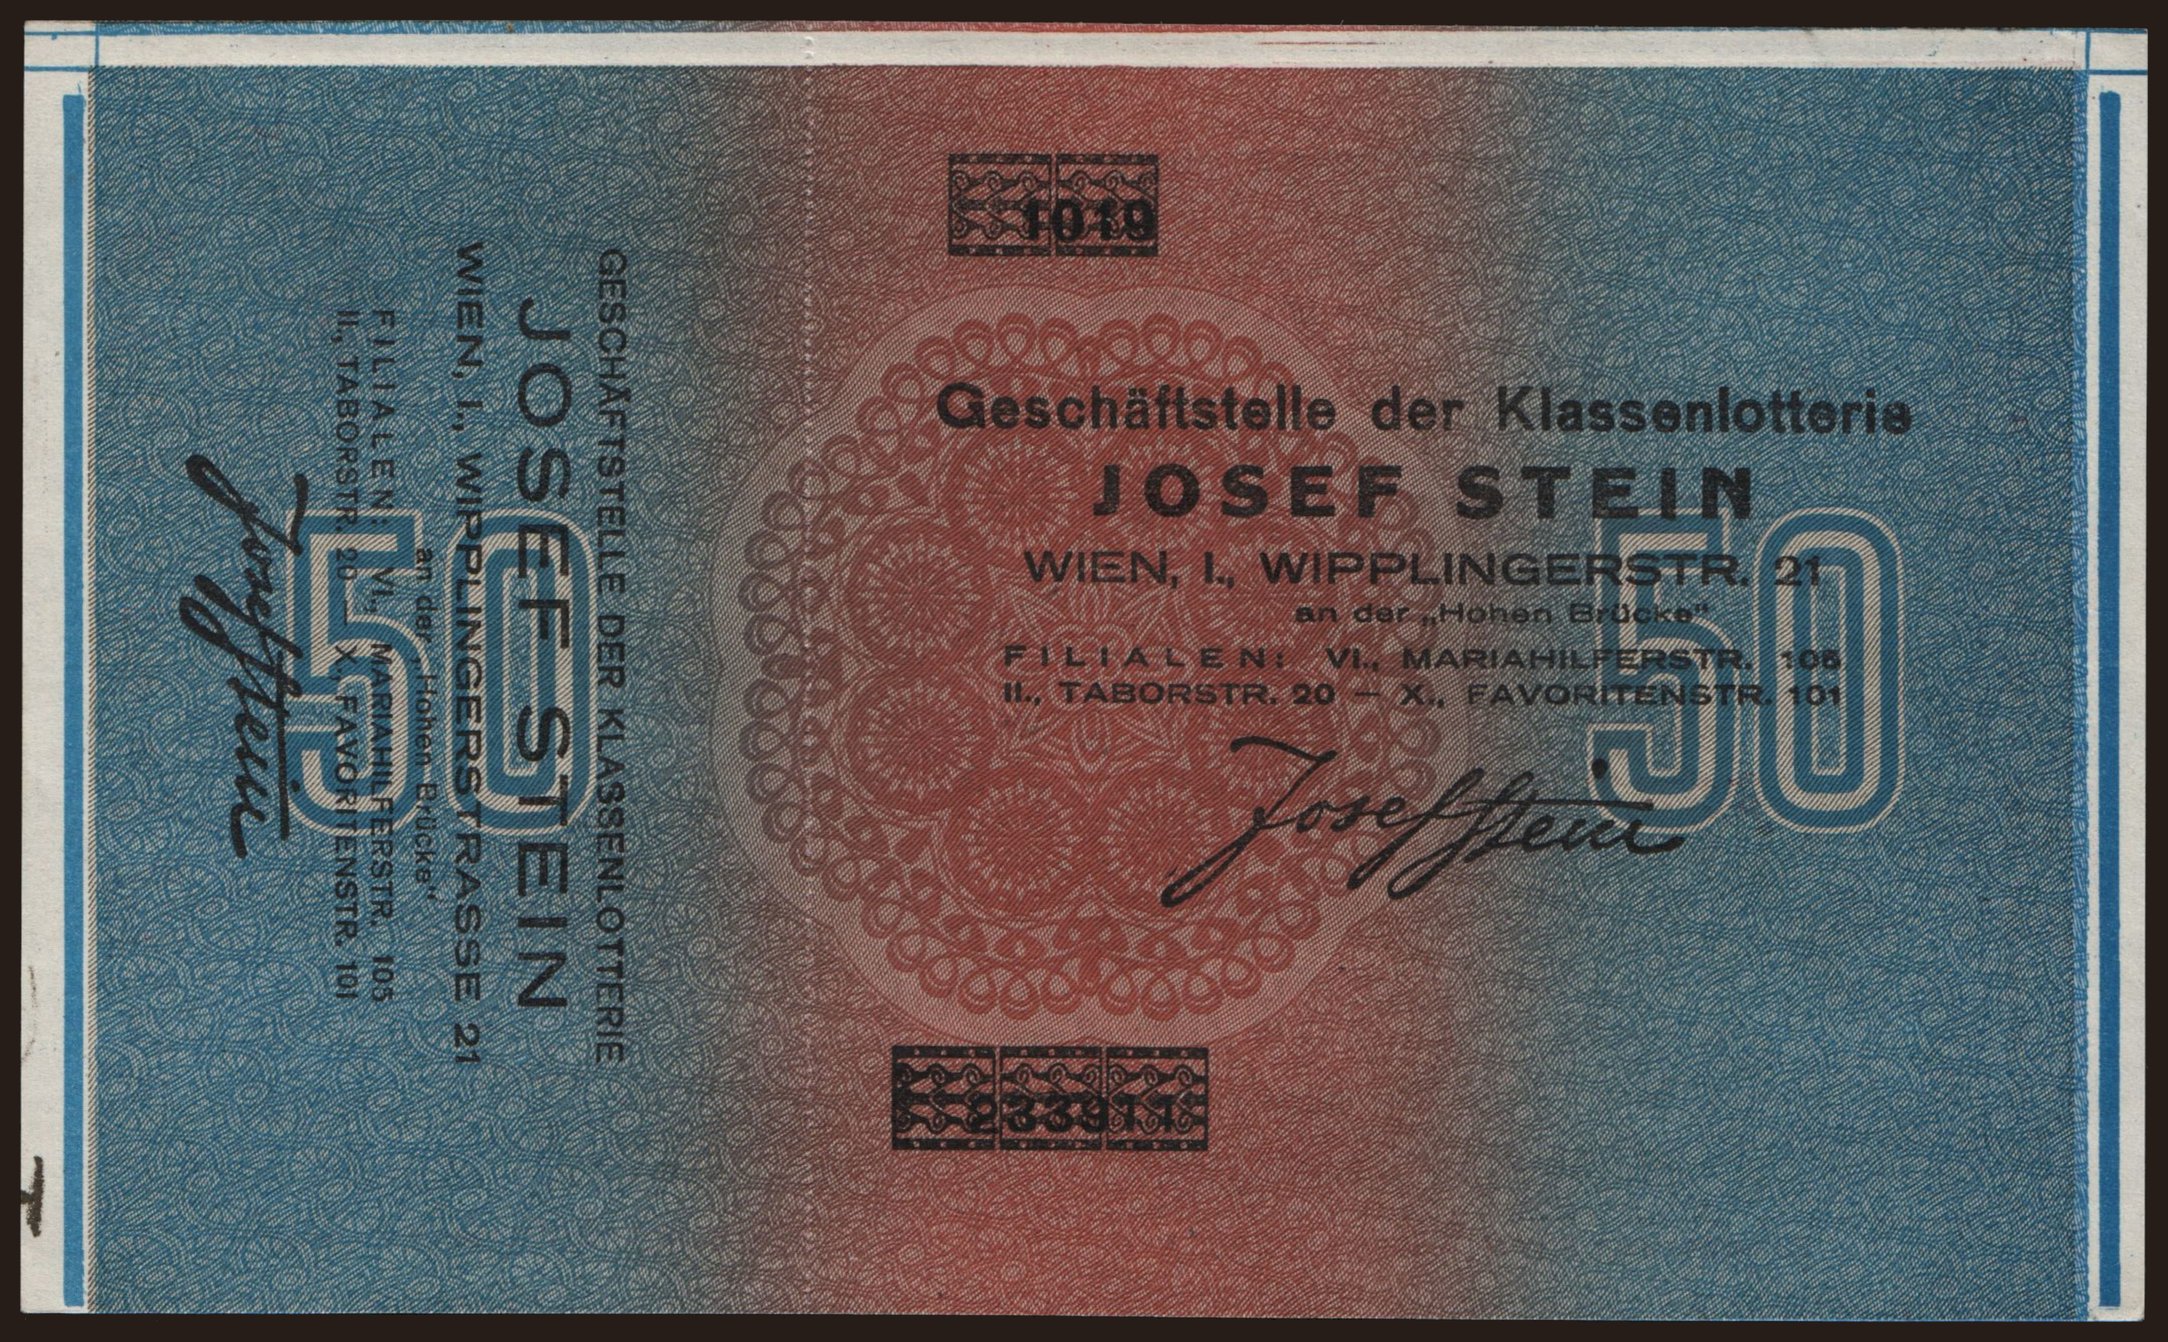 GESCHÄFTSTELLE DER KLASSENLOTTERIE
JOSEF STEIN
WIEN, I., WIPPLINGERSTRASSE 21
an der „Hohen Brücke"
FILIALEN: VI., MARIAHILFERSTR. 105
II., TABORSTR. 20 — X., FAVORITENSTR. 101
Josef Stein
50
1019
Geschäftstelle der Klassenlotterie
JOSEF STEIN
WIEN, I., WIPPLINGERSTR. 21
an der „Hohen Brücke"
FILIALEN: VI., MARIAHILFERSTR. 105
II., TABORSTR. 20 — X., FAVORITENSTR. 101
50
Josef Stein
233911